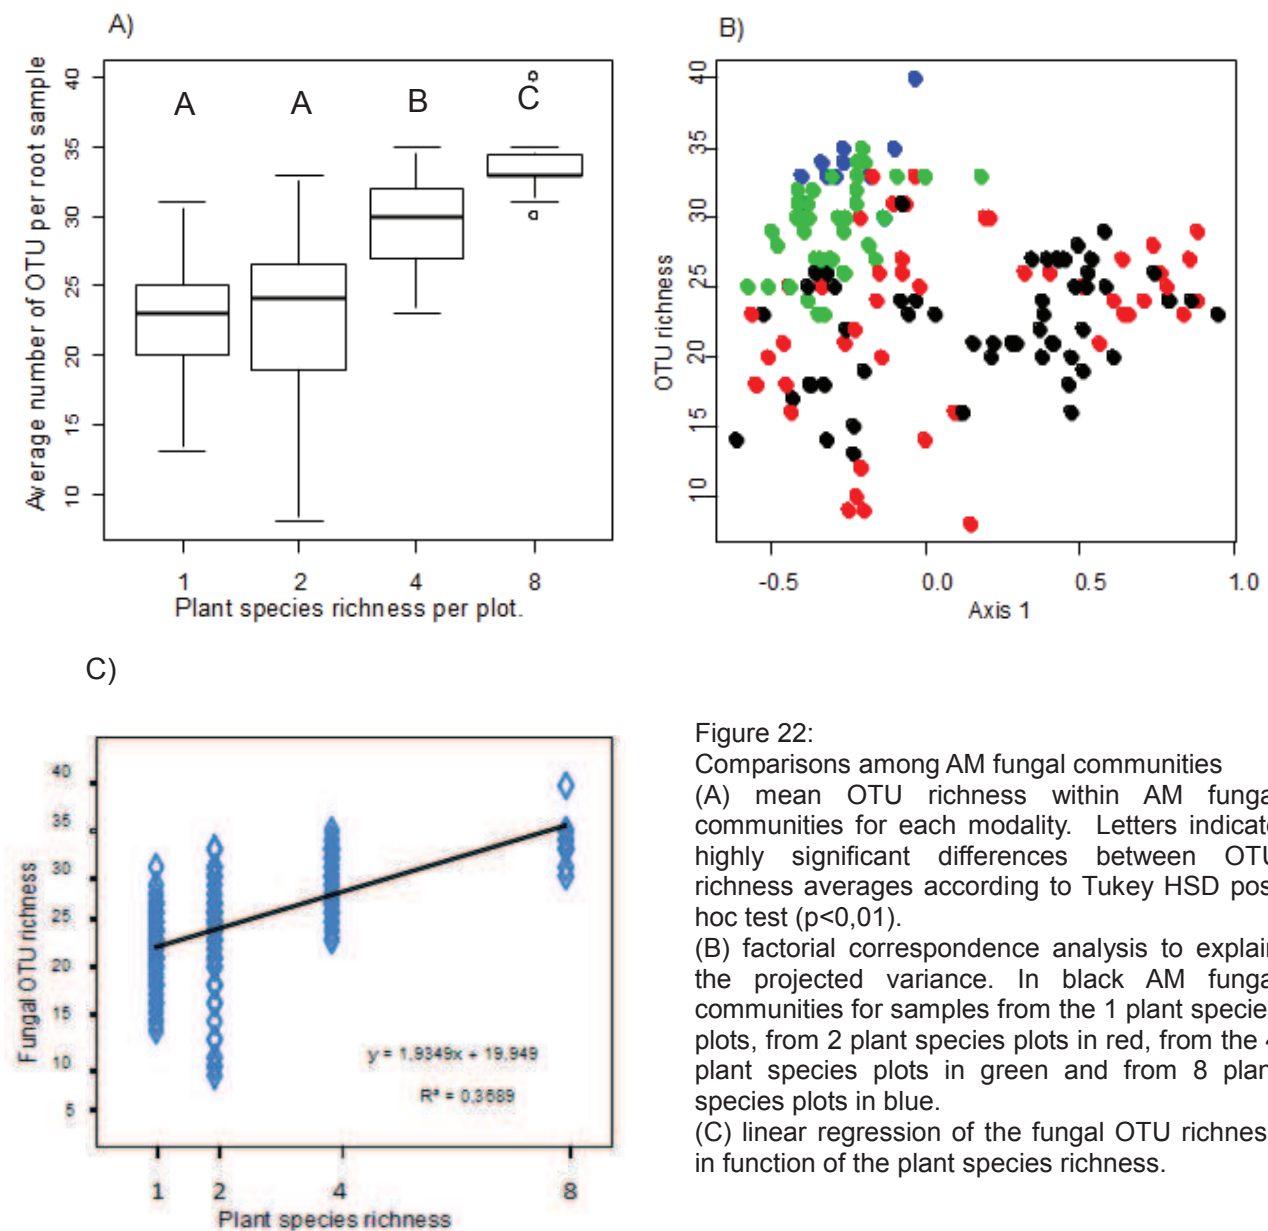 A)
Average number of OTU per root sample
40
35
30
25
20
15
10
A
A
B
C
1
2
4
8
Plant species richness per plot.
B)
OTU richness
40
35
30
25
20
15
10
-0.5
0.0
0.5
1.0
Axis 1
C)
Fungal OTU richness
40
35
30
25
20
15
10
5
y = 1,9349x + 19,949
R² = 0,3689
1
2
4
8
Plant species richness
Figure 22:
Comparisons among AM fungal communities
(A) mean OTU richness within AM funga
communities for each modality. Letters indicate
highly significant differences between OTU
richness averages according to Tukey HSD pos
hoc test (p<0,01).
(B) factorial correspondence analysis to explain
the projected variance. In black AM funga
communities for samples from the 1 plant specie
plots, from 2 plant species plots in red, from the 4
plant species plots in green and from 8 plan
species plots in blue.
(C) linear regression of the fungal OTU richnes
in function of the plant species richness.